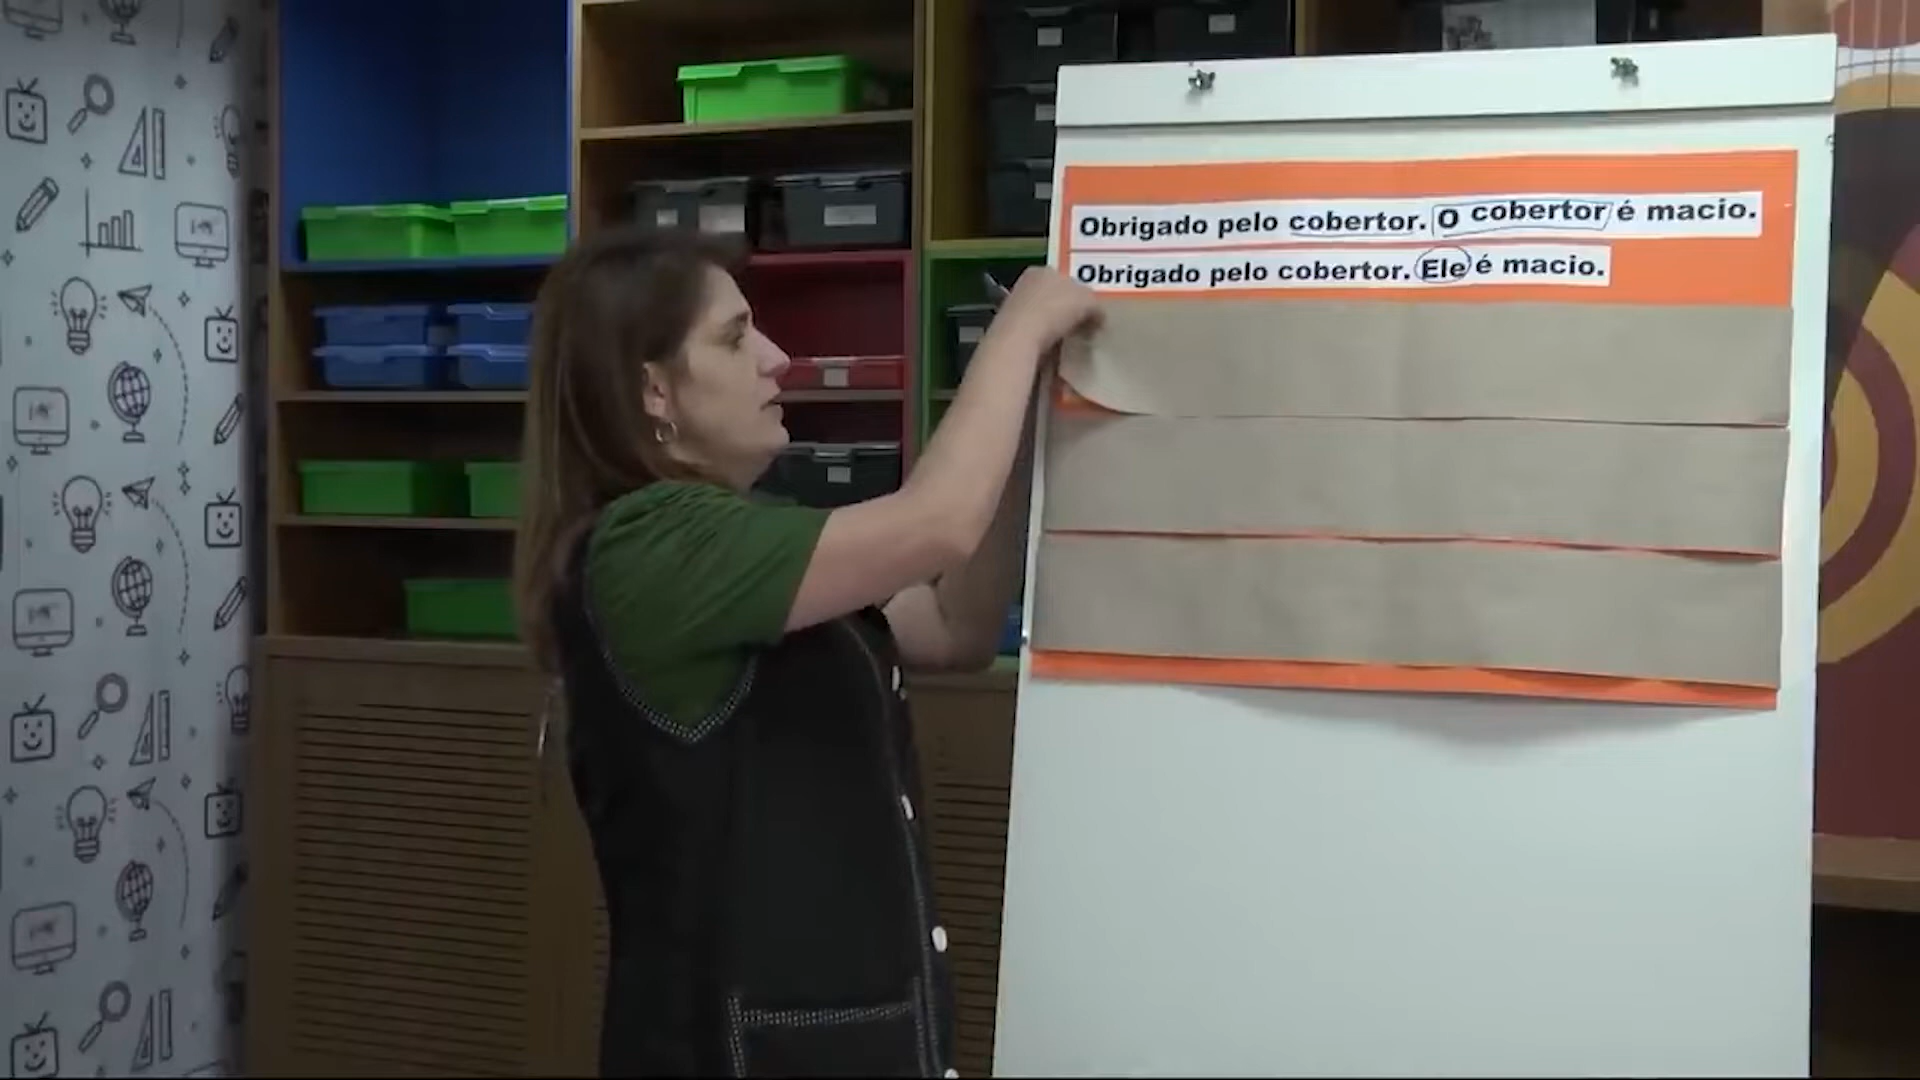 Obrigado pelo cobertor. O cobertor é macio.
Obrigado pelo cobertor. Ele é macio.